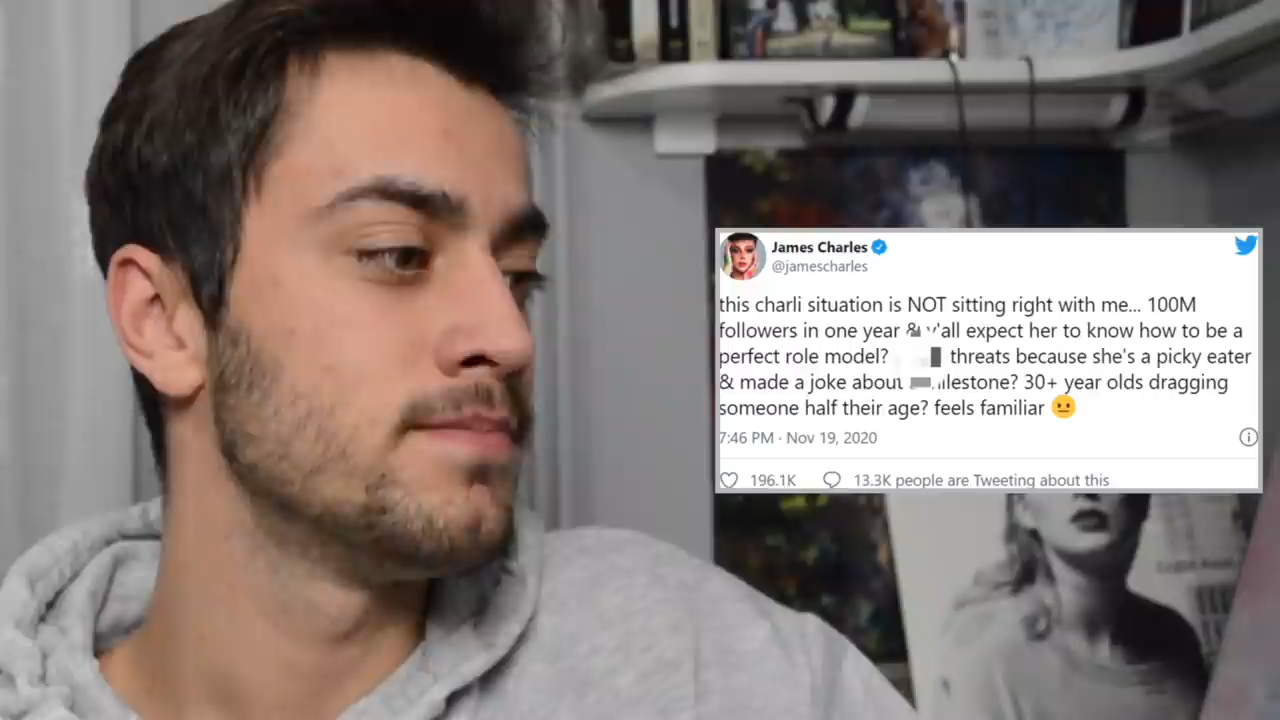 James Charles
@jamescharles
this charli situation is NOT sitting right with me... 100M
followers in one year & y'all expect her to know how to be a
perfect role model? threats because she's a picky eater
& made a joke about 30+ year olds dragging
someone half their age? feels familiar 😐
7:46 PM · Nov 19, 2020
196.1K 13.3K people are Tweeting about this